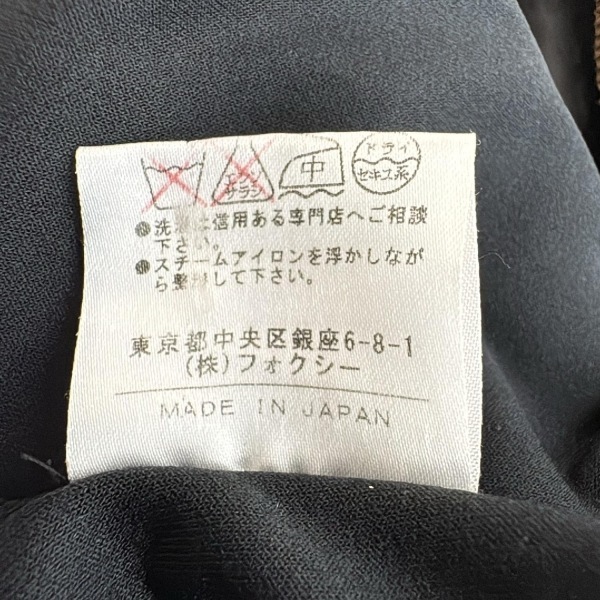 エンソサラシ
中
ドライ
セキユ系
●洗濯は信用ある専門店へご相談
下さい。
●スチームアイロンを浮かしなが
ら整形して下さい。
東京都中央区銀座6-8-1
(株)フォクシー
MADE IN JAPAN